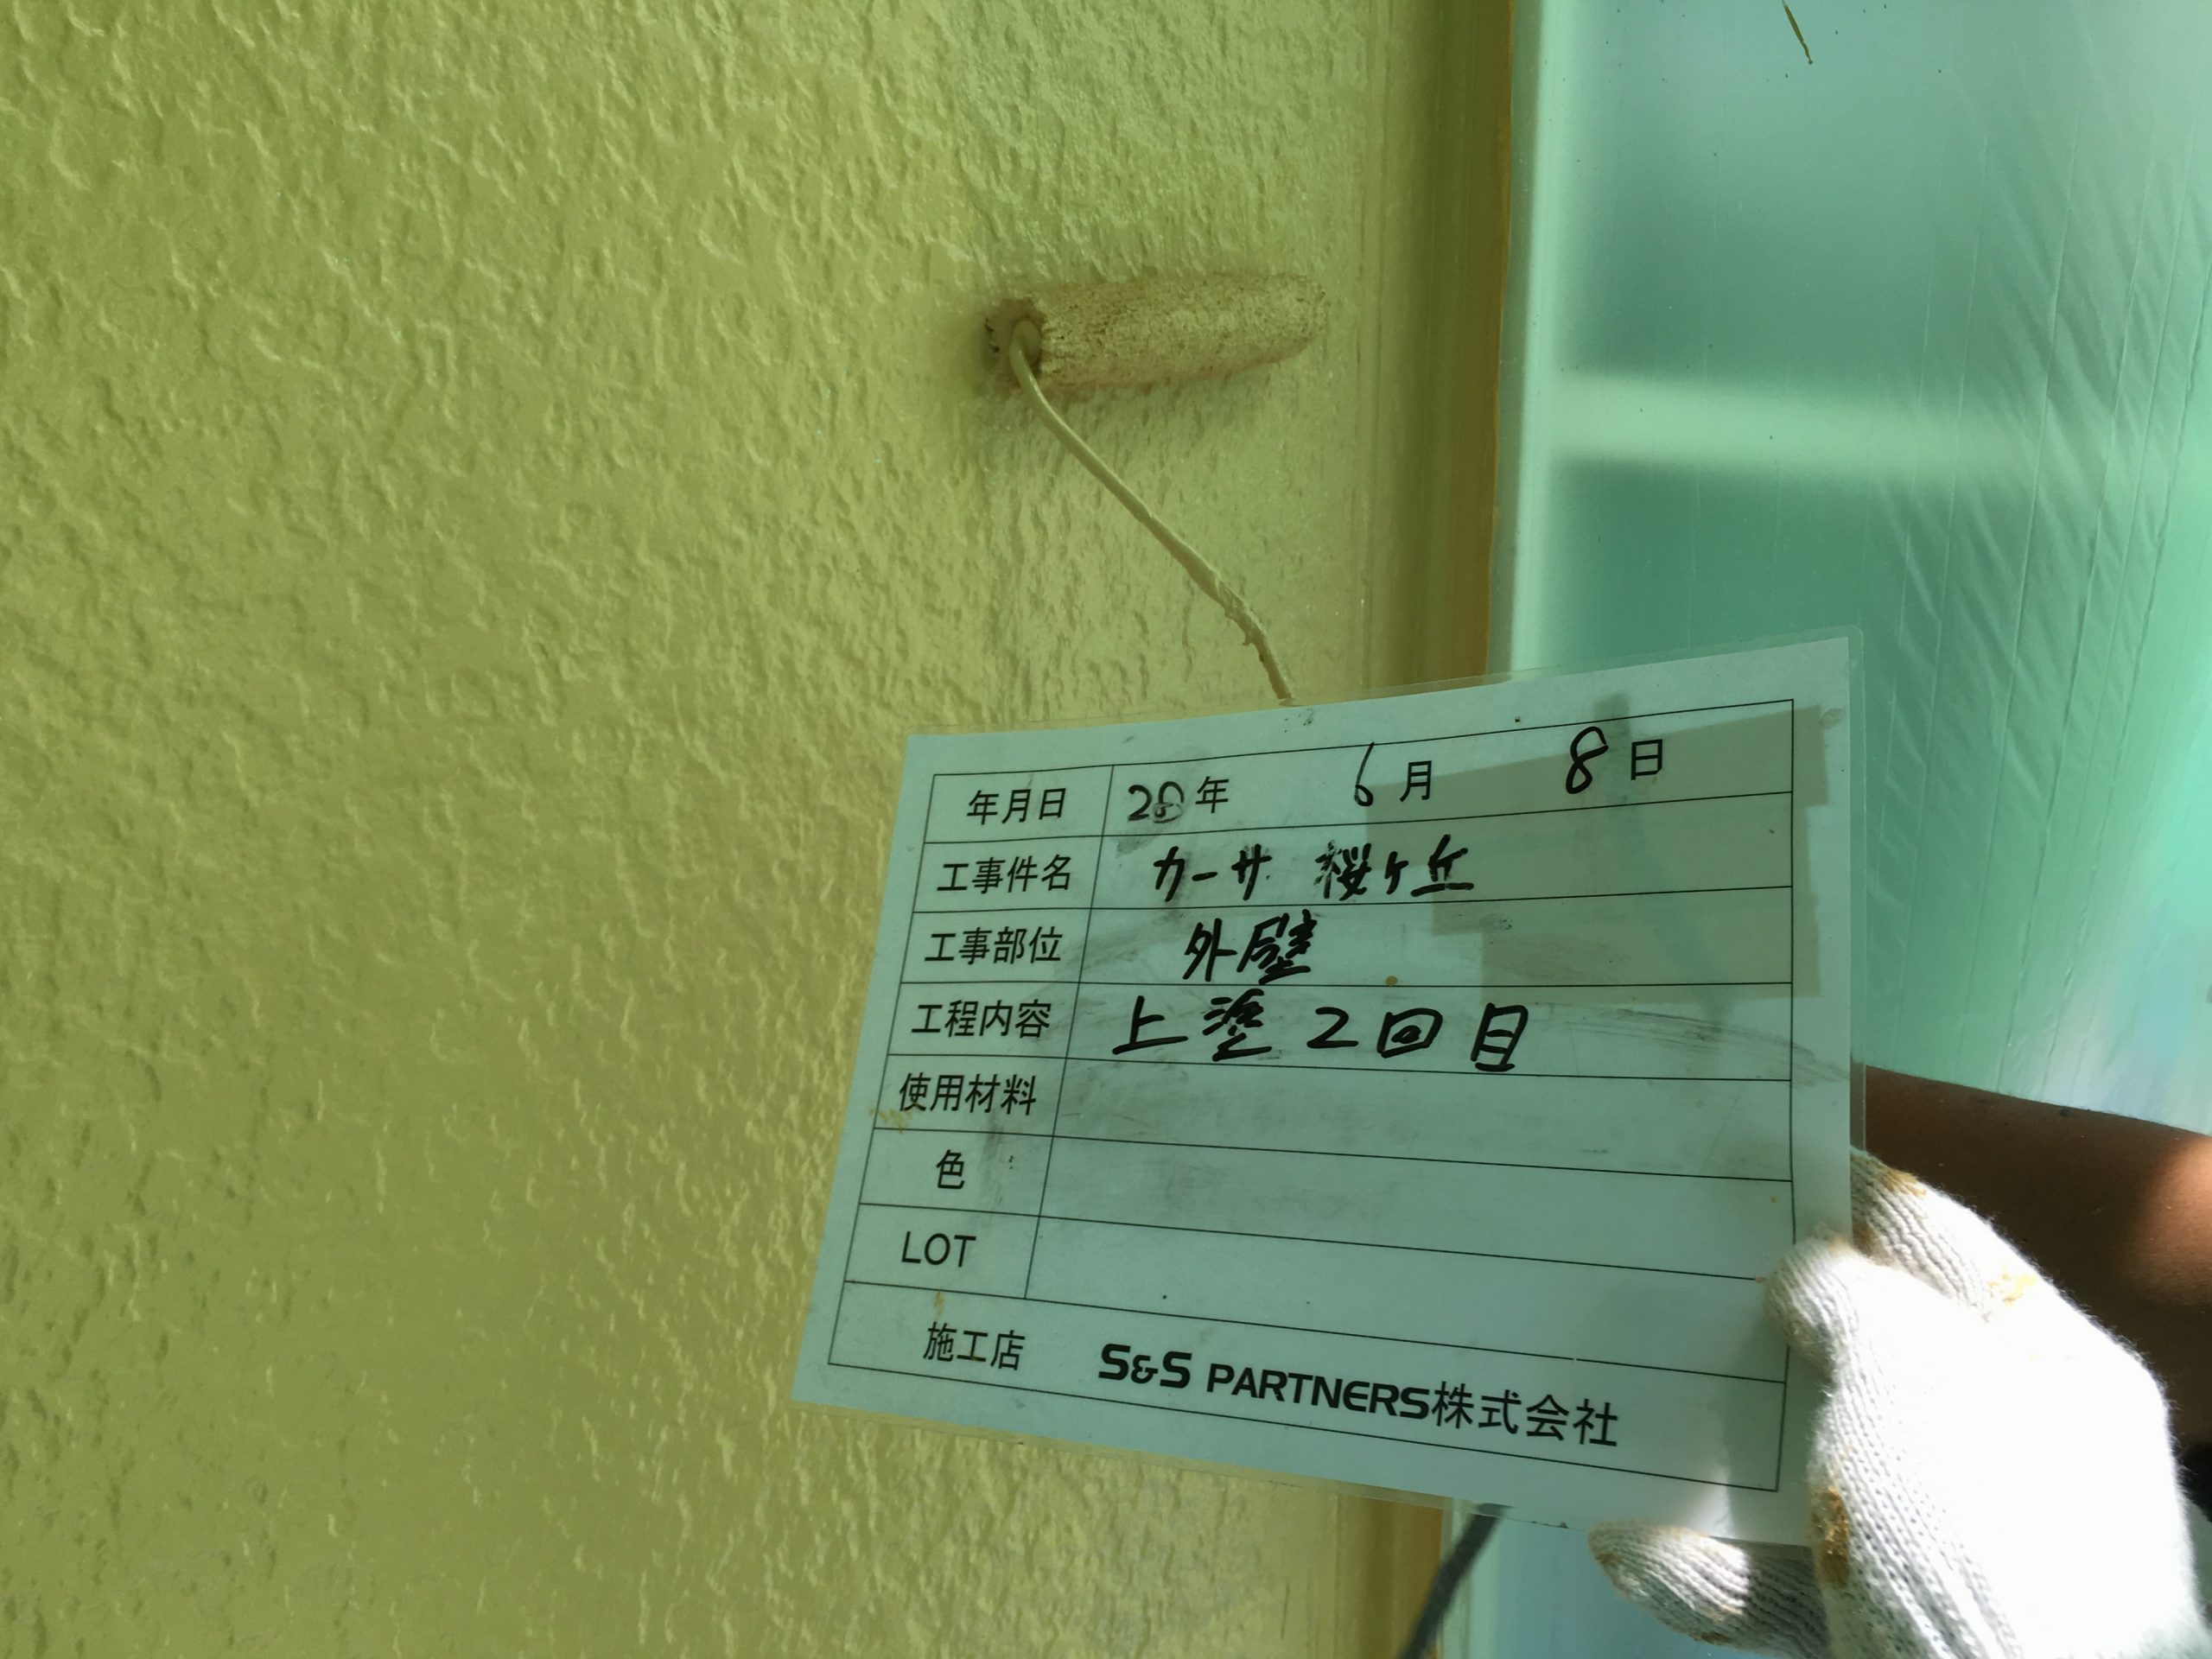 年月日 20年 6月 8日
工事件名 カーサ 桜ヶ丘
工事部位 外壁
工程内容 上塗2回目
使用材料
色
LOT
施工店 S&S PARTNERS株式会社